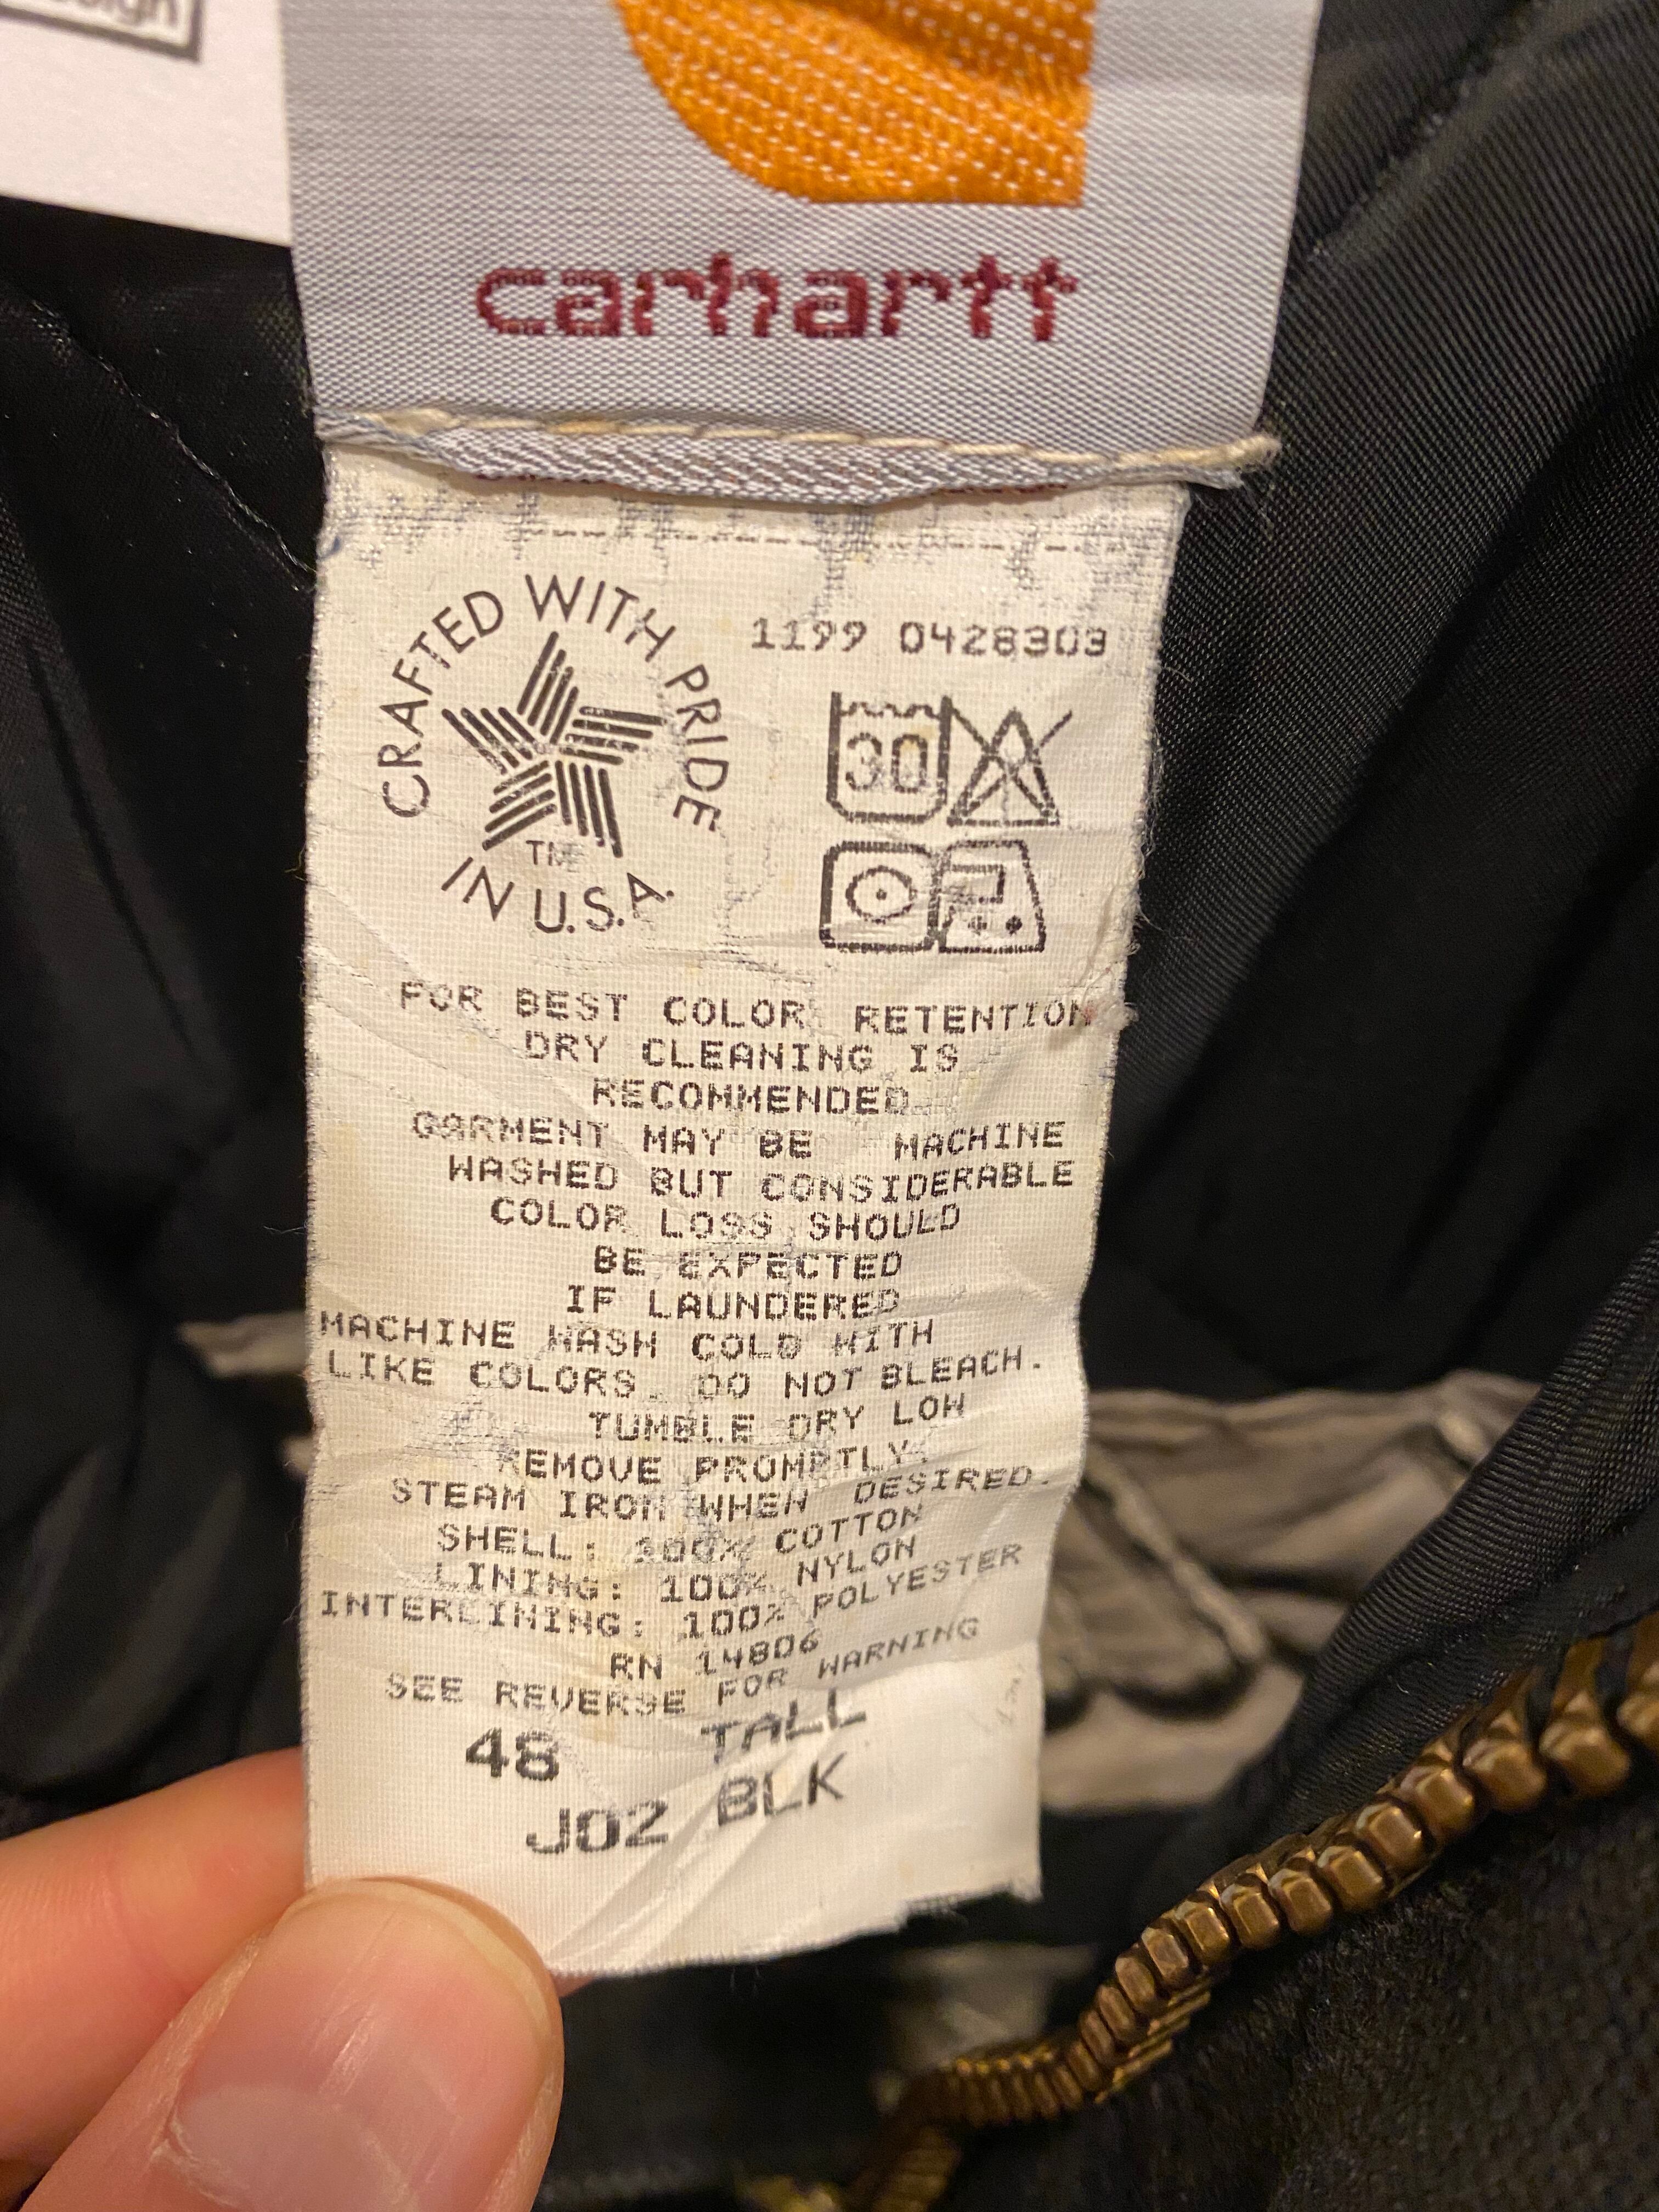 carhartt
CRAFTED WITH PRIDE
TM
IN U.S.A.
1199 0428303
30
FOR BEST COLOR RETENTION
DRY CLEANING IS
RECOMMENDED
GARMENT MAY BE MACHINE
WASHED BUT CONSIDERABLE
COLOR LOSS SHOULD
BE EXPECTED
IF LAUNDERED
MACHINE WASH COLD WITH
LIKE COLORS. DO NOT BLEACH.
TUMBLE DRY LOW
REMOVE PROMPTLY.
STEAM IRON WHEN DESIRED.
SHELL: 100% COTTON
LINING: 100% NYLON
INTERLINING: 100% POLYESTER
RN 14806
SEE REVERSE FOR WARNING
48 TALL
J02 BLK